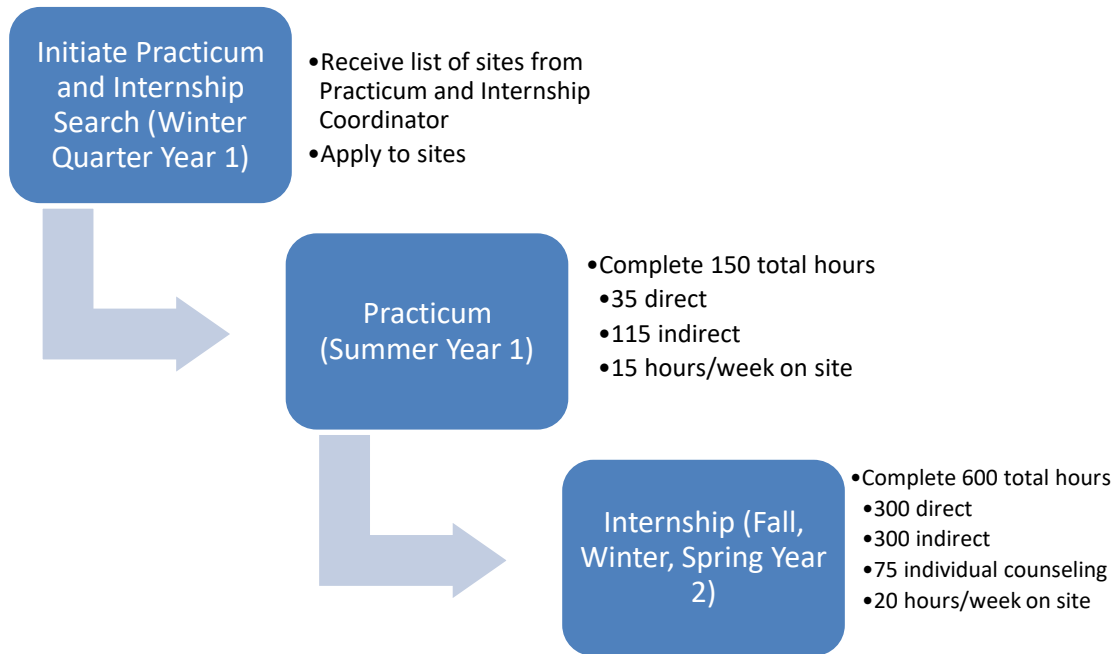 Initiate Practicum
and Internship
Search (Winter
Quarter Year 1)
•Receive list of sites from
Practicum and Internship
Coordinator
•Apply to sites
Practicum
(Summer Year 1)
•Complete 150 total hours
•35 direct
•115 indirect
•15 hours/week on site
Internship (Fall,
Winter, Spring Year
2)
•Complete 600 total hours
•300 direct
•300 indirect
•75 individual counseling
•20 hours/week on site